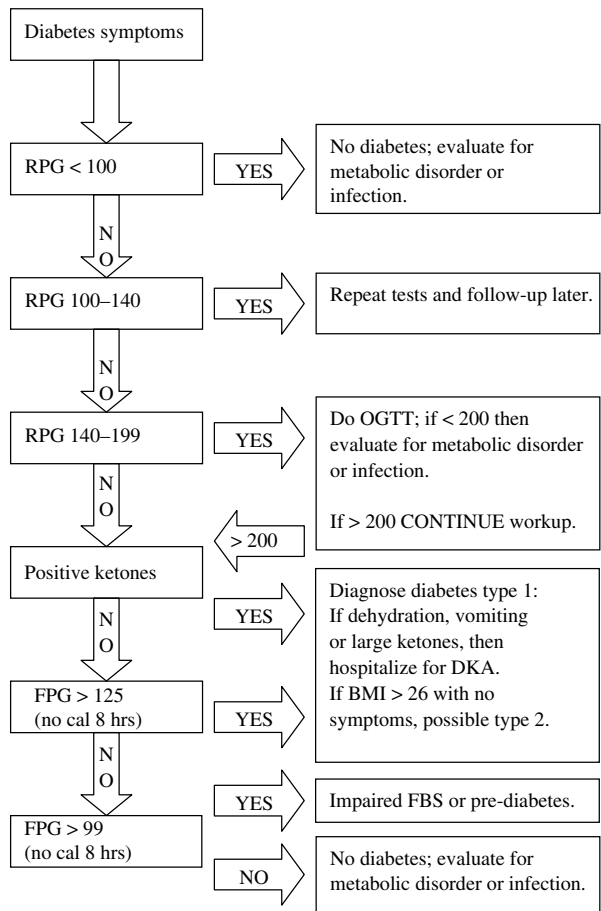 Diabetes symptoms
RPG < 100
YES
No diabetes; evaluate for
metabolic disorder or
infection.
N
O
RPG 100–140
YES
Repeat tests and follow-up later.
N
O
RPG 140–199
YES
Do OGTT; if < 200 then
evaluate for metabolic disorder
or infection.
If > 200 CONTINUE workup.
N
O
> 200
Positive ketones
YES
Diagnose diabetes type 1:
If dehydration, vomiting
or large ketones, then
hospitalize for DKA.
If BMI > 26 with no
symptoms, possible type 2.
N
O
FPG > 125
(no cal 8 hrs)
YES
N
O
FPG > 99
(no cal 8 hrs)
YES
Impaired FBS or pre-diabetes.
NO
No diabetes; evaluate for
metabolic disorder or infection.